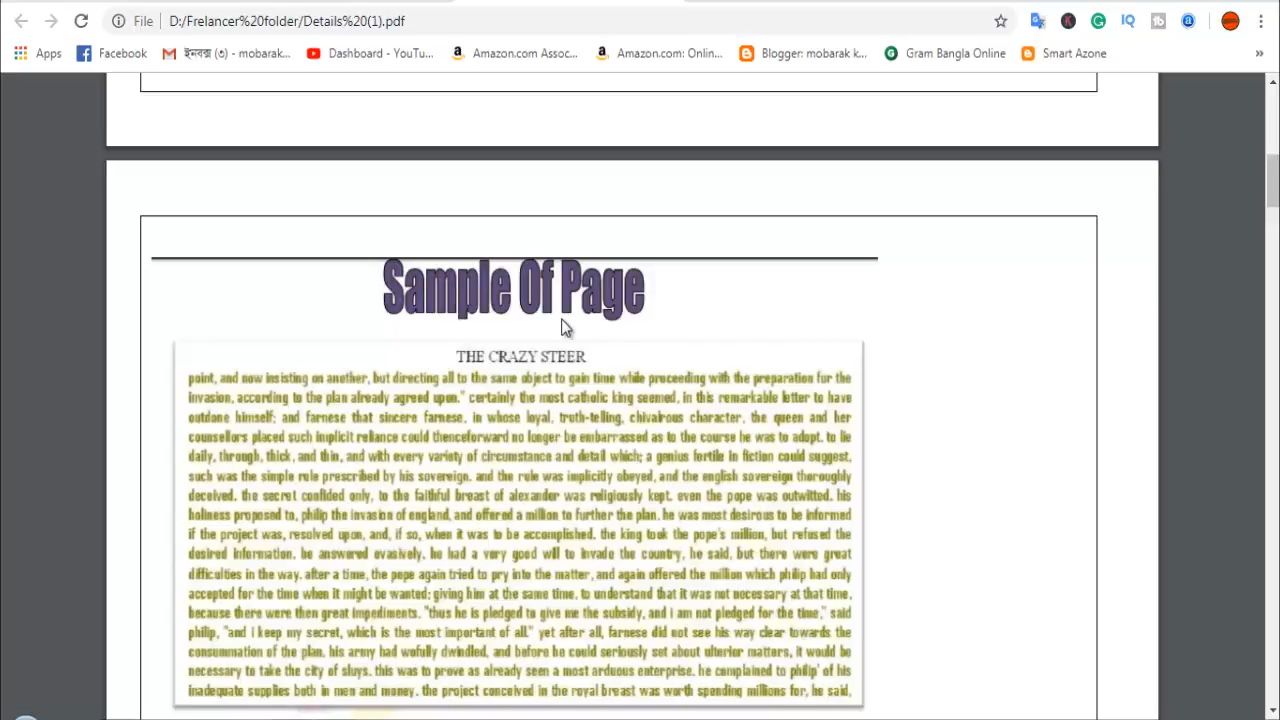 File D:/Frelancer%20folder/Details%20(1).pdf
Apps Facebook ইনবক্স (৩) - mobarak... Dashboard - YouTu... Amazon.com Assoc... Amazon.com: Onlin... Blogger: mobarak k... Gram Bangla Online Smart Azone »
Sample Of Page
THE CRAZY STEER
point, and now insisting on another, but directing all to the same object to gain time while proceeding with the preparation for the
invasion, according to the plan already agreed upon." certainly the most catholic king seemed, in this remarkable letter to have
outdone himself; and farnese that sincere farnese, in whose loyal, truth-telling, chivalrous character, the queen and her
counsellors placed such implicit reliance could thenceforward no longer be embarrassed as to the course he was to adopt. to lie
daily, through, thick, and thin, and with every variety of circumstance and detail which; a genius fertile in fiction could suggest,
such was the simple rule prescribed by his sovereign. and the rule was implicitly obeyed, and the english sovereign thoroughly
deceived. the secret confided only, to the faithful breast of alexander was religiously kept. even the pope was outwitted. his
holiness proposed to, philip the invasion of england, and offered a million to further the plan. he was most desirous to be informed
if the project was, resolved upon, and, if so, when it was to be accomplished. the king took the pope's million, but refused the
desired information. he answered evasively. he had a very good will to invade the country, he said, but there were great
difficulties in the way. after a time, the pope again tried to pry into the matter, and again offered the million which philip had only
accepted for the time when it might be wanted; giving him at the same time, to understand that it was not necessary at that time,
because there were then great impediments. "thus he is pledged to give me the subsidy, and i am not pledged for the time," said
philip, "and i keep my secret, which is the most important of all." yet after all, farnese did not see his way clear towards the
consummation of the plan. his army had wofully dwindled, and before he could seriously set about ulterior matters, it would be
necessary to take the city of sluys. this was to prove as already seen a most arduous enterprise. he complained to philip' of his
inadequate supplies both in men and money. the project conceived in the royal breast was worth spending millions for, he said,